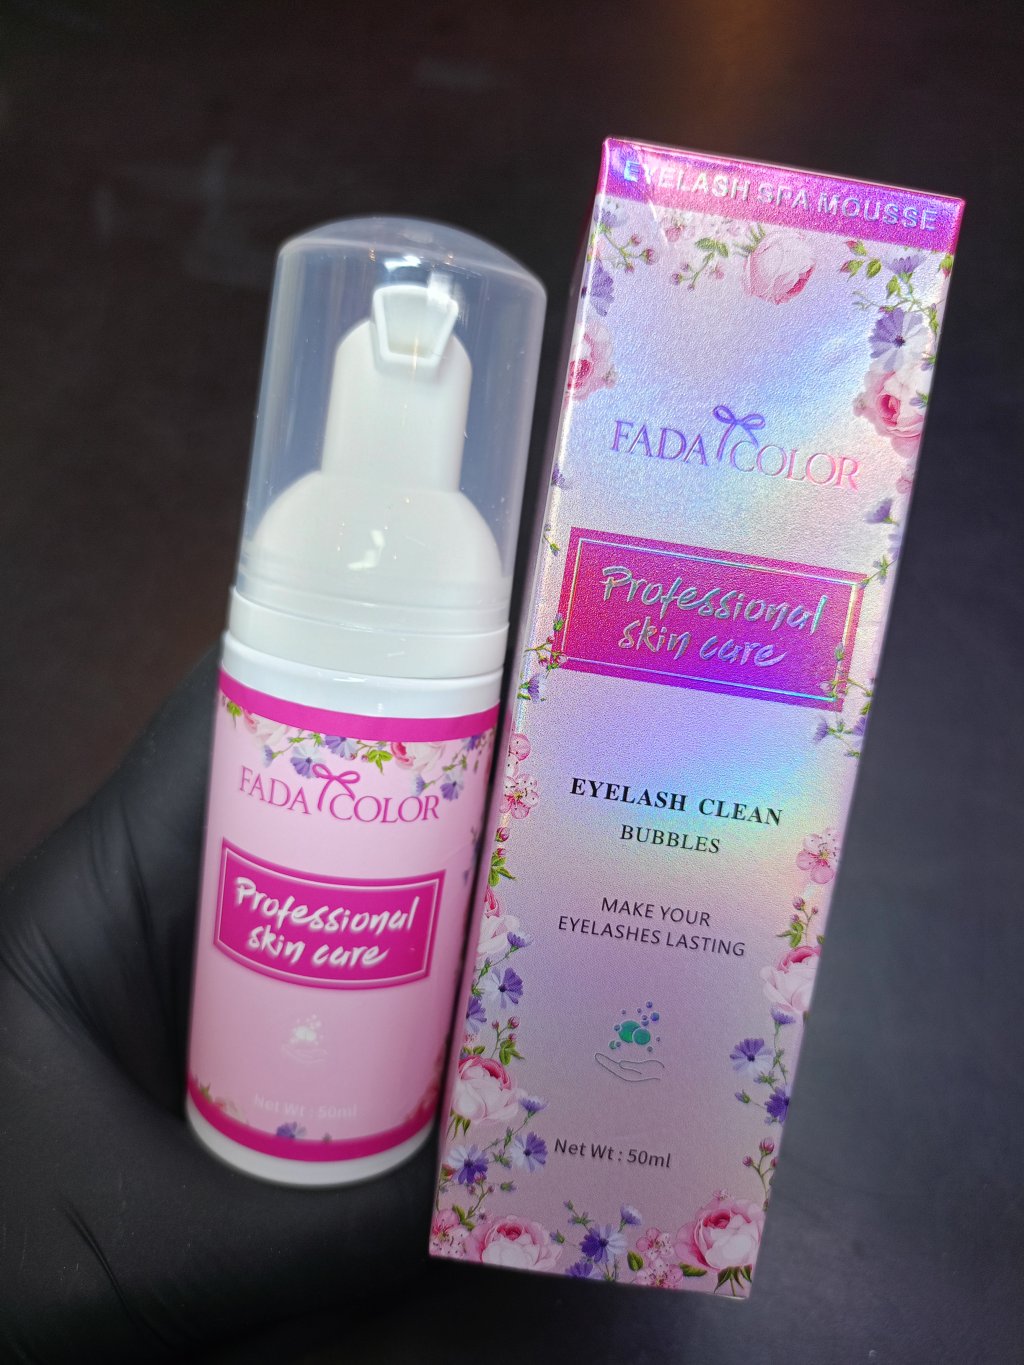 EYELASH SPA MOUSSE
FADA COLOR
Professional
skin care
EYELASH CLEAN
BUBBLES
MAKE YOUR
EYELASHES LASTING
Net Wt : 50ml
FADA COLOR
Professional
skin care
Net Wt : 50ml